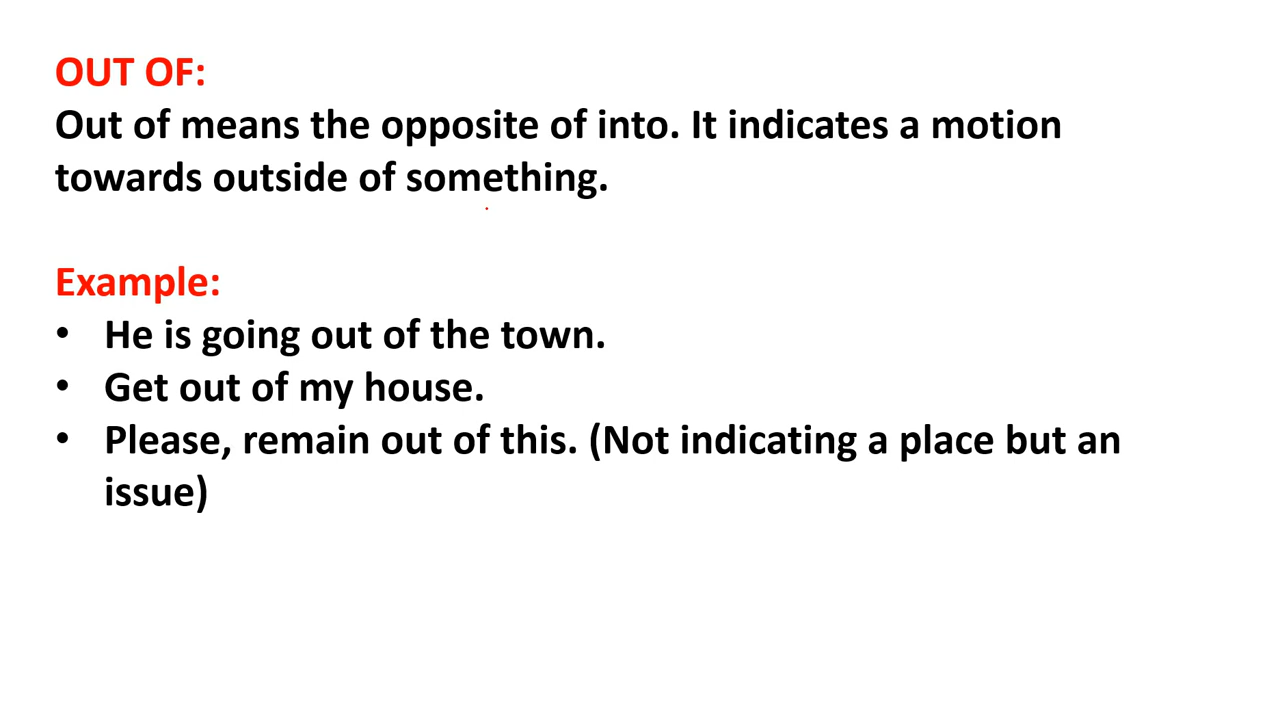 OUT OF:
Out of means the opposite of into. It indicates a motion
towards outside of something.
Example:
• He is going out of the town.
• Get out of my house.
• Please, remain out of this. (Not indicating a place but an
issue)